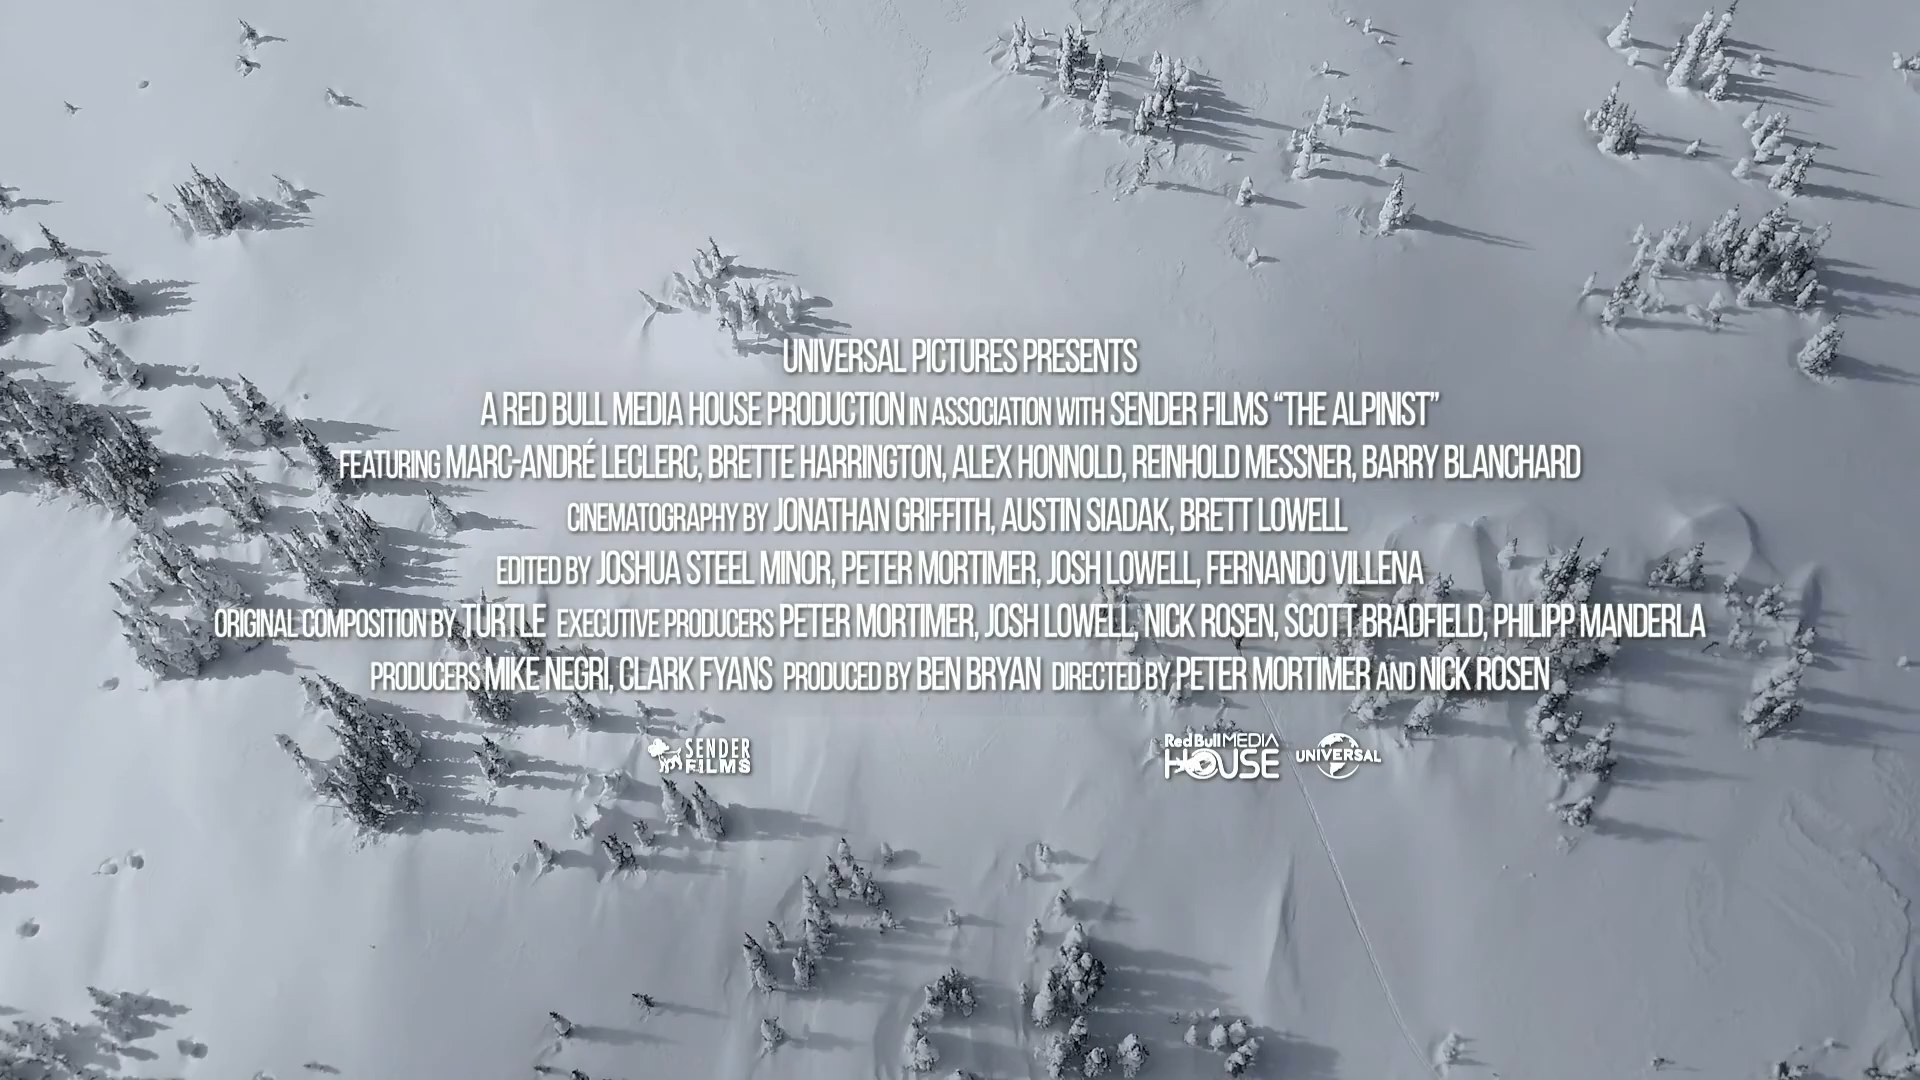 UNIVERSAL PICTURES PRESENTS
A RED BULL MEDIA HOUSE PRODUCTION IN ASSOCIATION WITH SENDER FILMS “THE ALPINIST”
FEATURING MARC-ANDRÉ LECLERC, BRETTE HARRINGTON, ALEX HONNOLD, REINHOLD MESSNER, BARRY BLANCHARD
CINEMATOGRAPHY BY JONATHAN GRIFFITH, AUSTIN SIADAK, BRETT LOWELL
EDITED BY JOSHUA STEEL MINOR, PETER MORTIMER, JOSH LOWELL, FERNANDO VILLENA
ORIGINAL COMPOSITION BY TURTLE EXECUTIVE PRODUCERS PETER MORTIMER, JOSH LOWELL, NICK ROSEN, SCOTT BRADFIELD, PHILIPP MANDERLA
PRODUCERS MIKE NEGRI, CLARK FYANS PRODUCED BY BEN BRYAN DIRECTED BY PETER MORTIMER AND NICK ROSEN
SENDER
FILMS
Red Bull MEDIA
HOUSE
UNIVERSAL